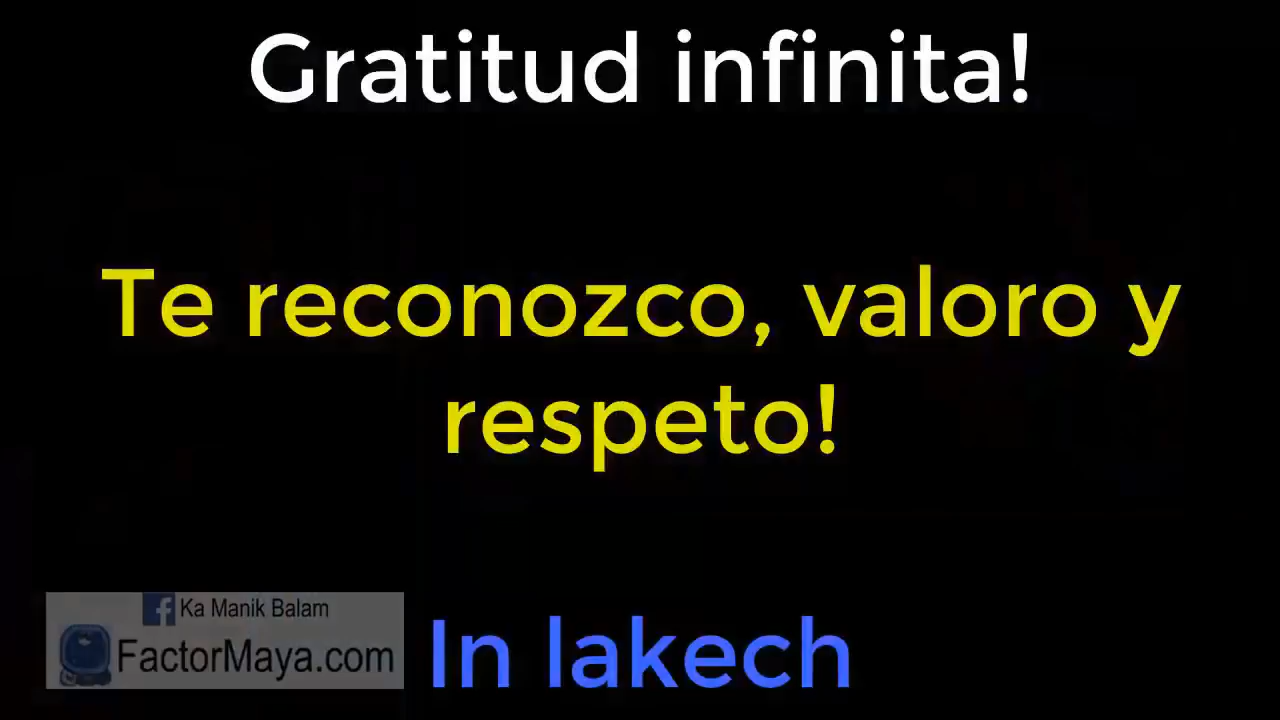 Gratitud infinita!
Te reconozco, valoro y
respeto!
Ka Manik Balam
FactorMaya.com
In lakech